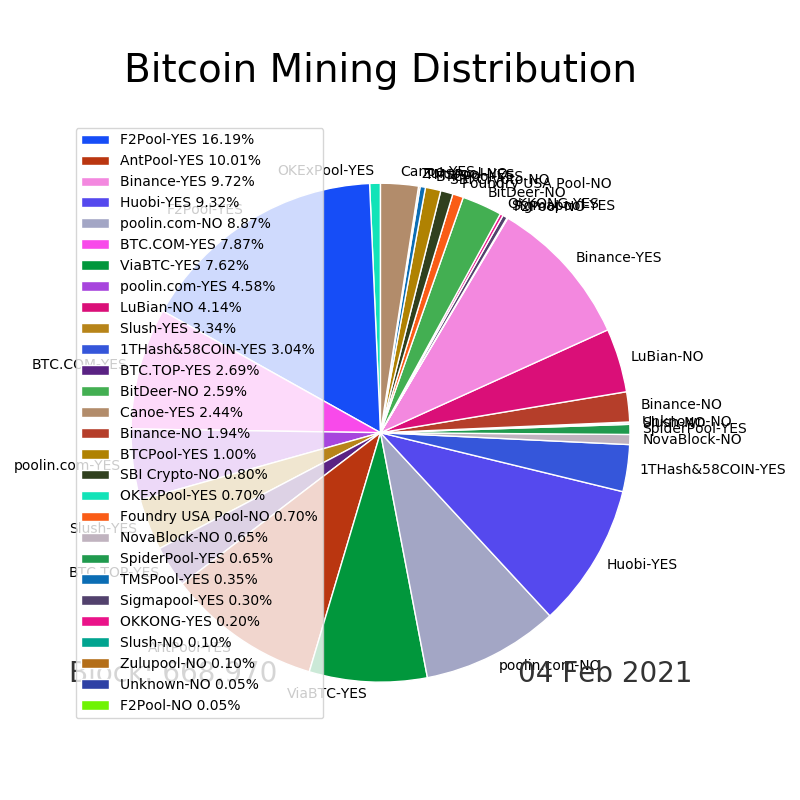 Bitcoin Mining Distribution
F2Pool-YES 16.19%
AntPool-YES 10.01%
Binance-YES 9.72%
Huobi-YES 9.32%
poolin.com-NO 8.87%
BTC.COM-YES 7.87%
ViaBTC-YES 7.62%
poolin.com-YES 4.58%
LuBian-NO 4.14%
Slush-YES 3.34%
1THash&58COIN-YES 3.04%
BTC.TOP-YES 2.69%
BitDeer-NO 2.59%
Canoe-YES 2.44%
Binance-NO 1.94%
BTCPool-YES 1.00%
SBI Crypto-NO 0.80%
OKExPool-YES 0.70%
Foundry USA Pool-NO 0.70%
NovaBlock-NO 0.65%
SpiderPool-YES 0.65%
TMSPool-YES 0.35%
Sigmapool-YES 0.30%
OKKONG-YES 0.20%
Slush-NO 0.10%
Zulupool-NO 0.10%
Unknown-NO 0.05%
F2Pool-NO 0.05%
OKExPool-YES
F2Pool-YES
BTC.COM-YES
poolin.com-YES
Slush-YES
BTC.TOP-YES
AntPool-YES
ViaBTC-YES
poolin.com-NO
Huobi-YES
1THash&58COIN-YES
NovaBlock-NO
SpiderPool-YES
Binance-NO
LuBian-NO
Binance-YES
BitDeer-NO
Foundry USA Pool-NO
Canoe-YES
Block: 668 970
04 Feb 2021